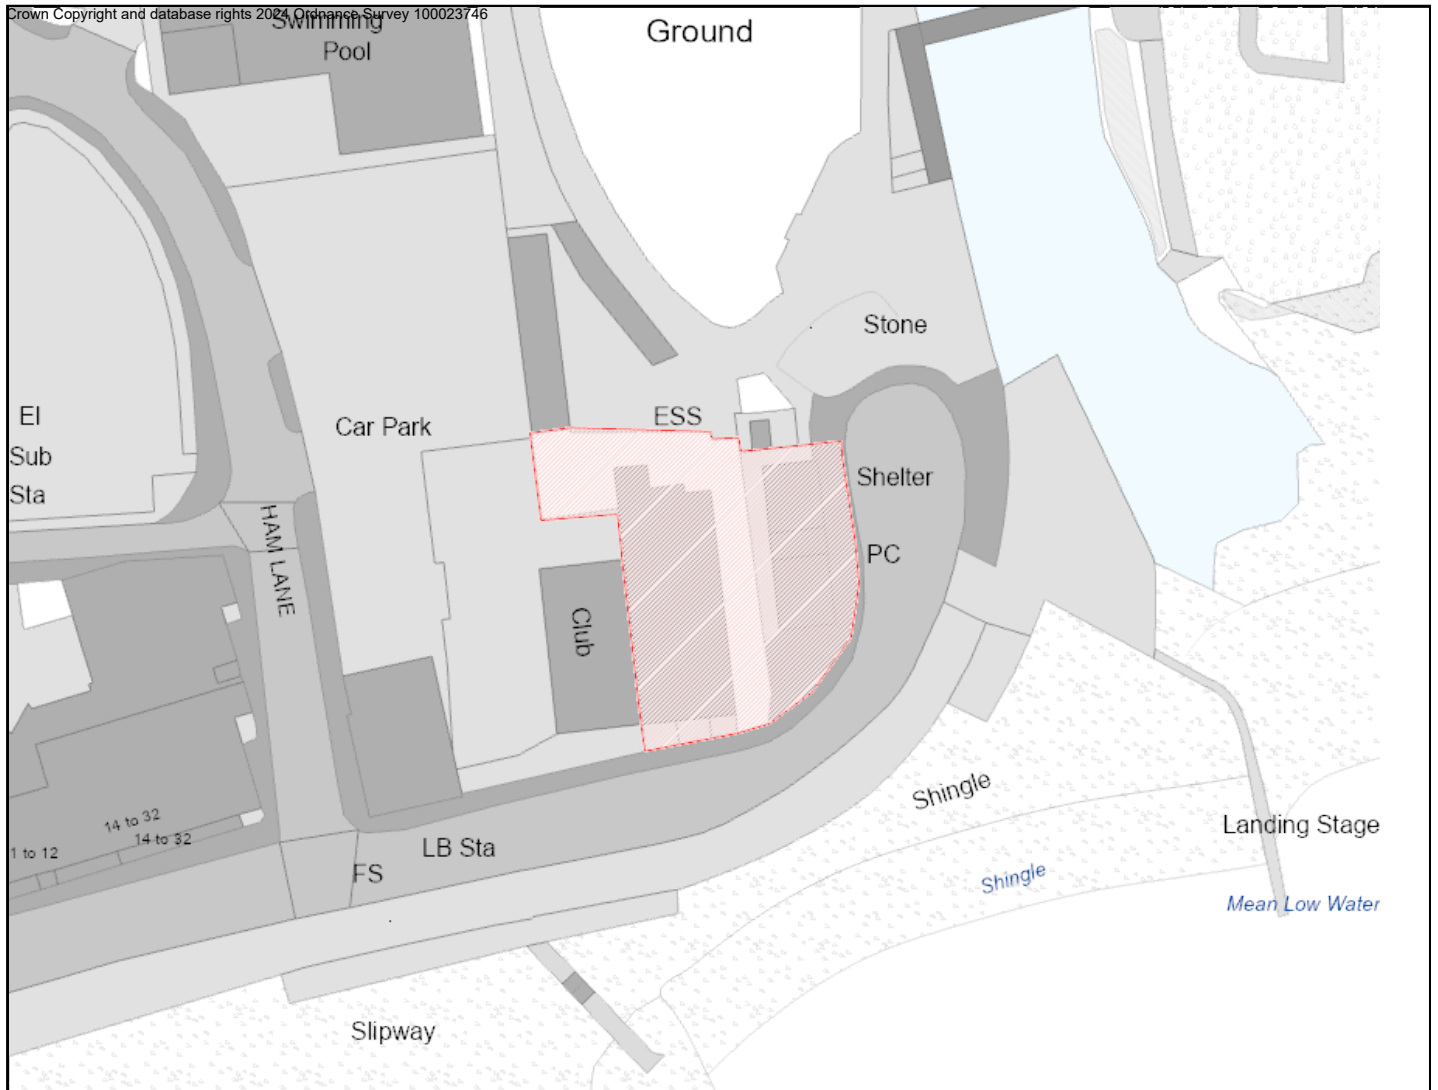 Crown Copyright and database rights 2024 Ordnance Survey 100023746
Swimming
Pool
Ground
Stone
El
Sub
Sta
Car Park
ESS
Shelter
HAM LANE
PC
Club
Shingle
14 to 32
14 to 32
1 to 12
LB Sta
FS
Landing Stage
Shingle
Mean Low Water
Slipway